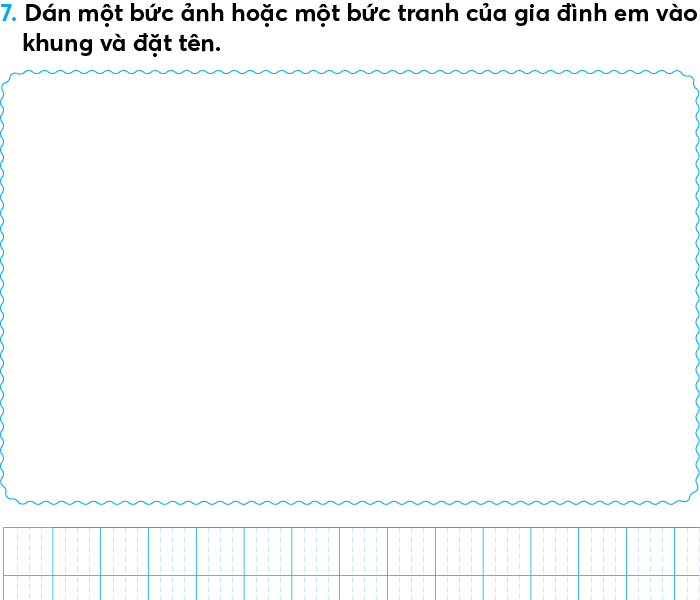 7. Dán một bức ảnh hoặc một bức tranh của gia đình em vào
khung và đặt tên.